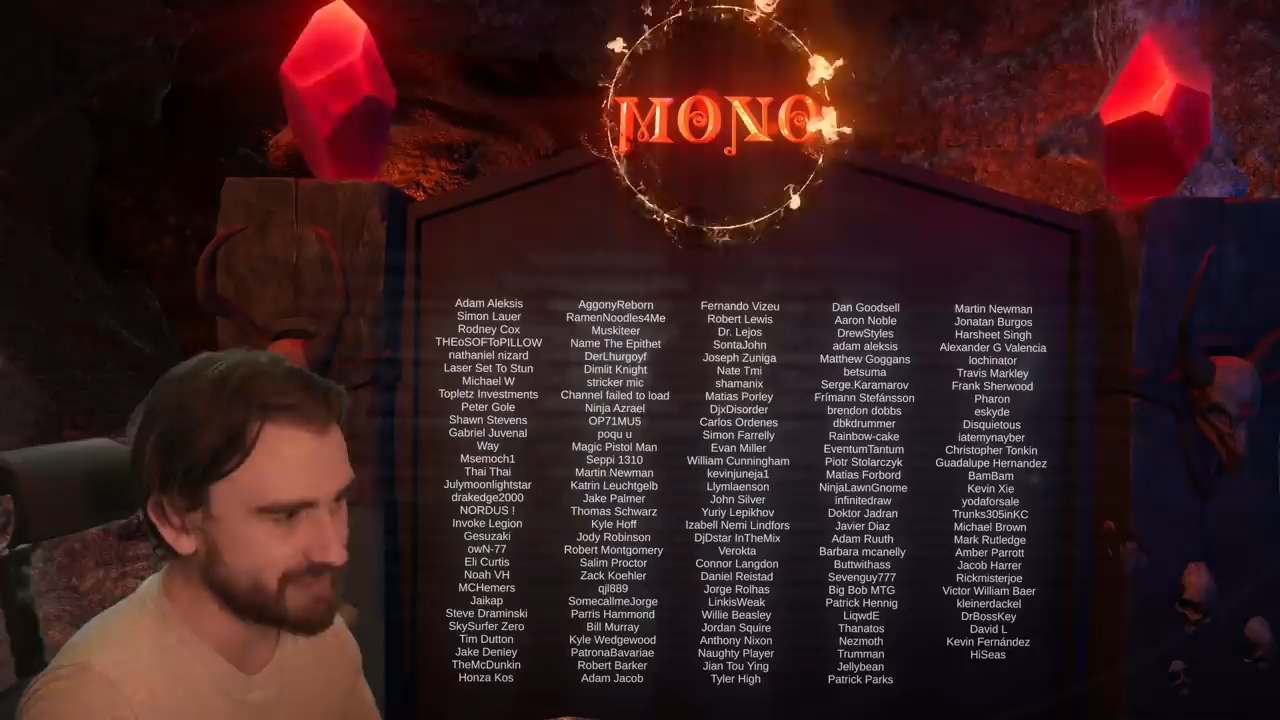 MONO
Adam Aleksis
Simon Lauer
Rodney Cox
THEoSOFToPILLOW
nathaniel nizard
Laser Set To Stun
Michael W
Topletz Investments
Peter Gole
Shawn Stevens
Gabriel Juvenal
Way
Msemoch1
Thai Thai
Julymoonlightstar
drakedge2000
NORDUS !
Invoke Legion
Gesuzaki
owN-77
Eli Curtis
Noah VH
MCHemers
Jaikap
Steve Draminski
SkySurfer Zero
Tim Dutton
Jake Denley
TheMcDunkin
Honza Kos
AggonyReborn
RamenNoodles4Me
Muskiteer
Name The Epithet
DerLhurgoyf
Dimlit Knight
stricker mic
Channel failed to load
Ninja Azrael
OP71MU5
poqu u
Magic Pistol Man
Seppi 1310
Martin Newman
Katrin Leuchtgelb
Jake Palmer
Thomas Schwarz
Kyle Hoff
Jody Robinson
Robert Montgomery
Salim Proctor
Zack Koehler
qjl889
SomecallmeJorge
Parris Hammond
Bill Murray
Kyle Wedgewood
PatronaBavariae
Robert Barker
Adam Jacob
Fernando Vizeu
Robert Lewis
Dr. Lejos
SontaJohn
Joseph Zuniga
Nate Tmi
shamanix
Matias Porley
DjxDisorder
Carlos Ordenes
Simon Farrelly
Evan Miller
William Cunningham
kevinjuneja1
Llymlaenson
John Silver
Yuriy Lepikhov
Izabell Nemi Lindfors
DjDstar InTheMix
Verokta
Connor Langdon
Daniel Reistad
Jorge Rolhas
LinkisWeak
Willie Beasley
Jordan Squire
Anthony Nixon
Naughty Player
Jian Tou Ying
Tyler High
Dan Goodsell
Aaron Noble
DrewStyles
adam aleksis
Matthew Goggans
betsuma
Serge.Karamarov
Frímann Stefánsson
brendon dobbs
dbkdrummer
Rainbow-cake
EventumTantum
Piotr Stolarczyk
Matias Forbord
NinjaLawnGnome
infinitedraw
Doktor Jadran
Javier Diaz
Adam Ruuth
Barbara mcanelly
Buttwithass
Sevenguy777
Big Bob MTG
Patrick Hennig
LiqwdE
Thanatos
Nezmoth
Trumman
Jellybean
Patrick Parks
Martin Newman
Jonatan Burgos
Harsheet Singh
Alexander G Valencia
lochinator
Travis Markley
Frank Sherwood
Pharon
eskyde
Disquietous
iatemynayber
Christopher Tonkin
Guadalupe Hernandez
BamBam
Kevin Xie
yodaforsale
Trunks305inKC
Michael Brown
Mark Rutledge
Amber Parrott
Jacob Harrer
Rickmisterjoe
Victor William Baer
kleinerdackel
DrBossKey
David L
Kevin Fernández
HiSeas